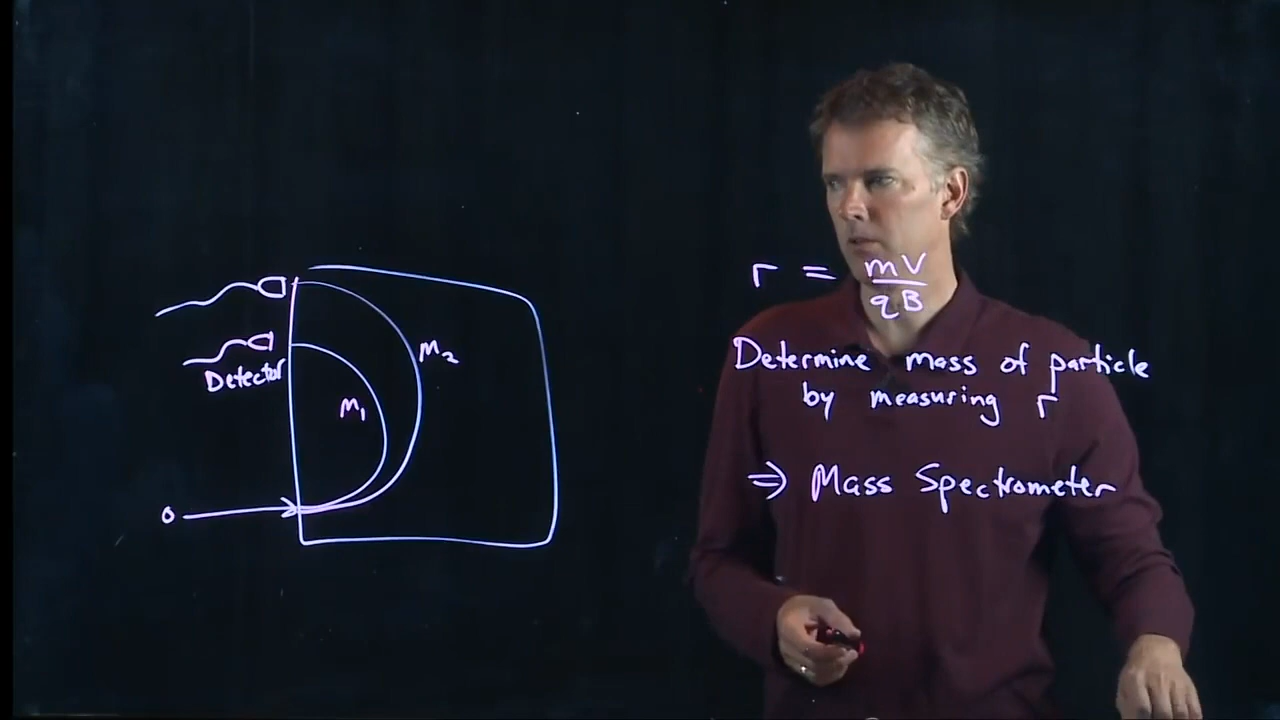 r = mV/qB
Determine mass of particle
by measuring r
⇒ Mass Spectrometer
Detector
M₂
M₁